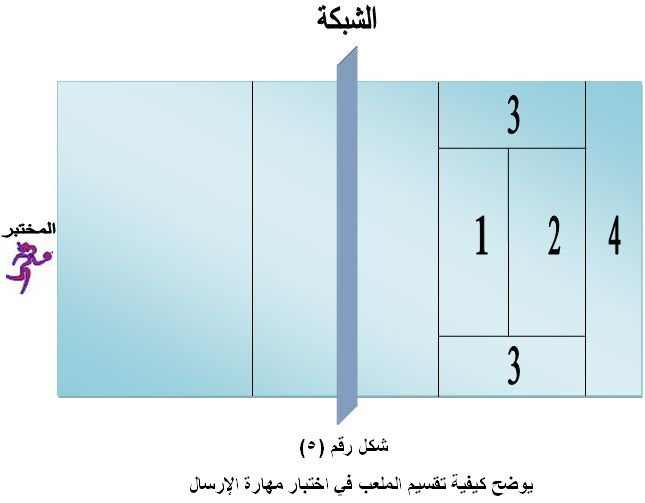 الشبكة
3
المختبر
1 2 4
3
شكل رقم (٥)
يوضح كيفية تقسيم الملعب في اختبار مهارة الإرسال